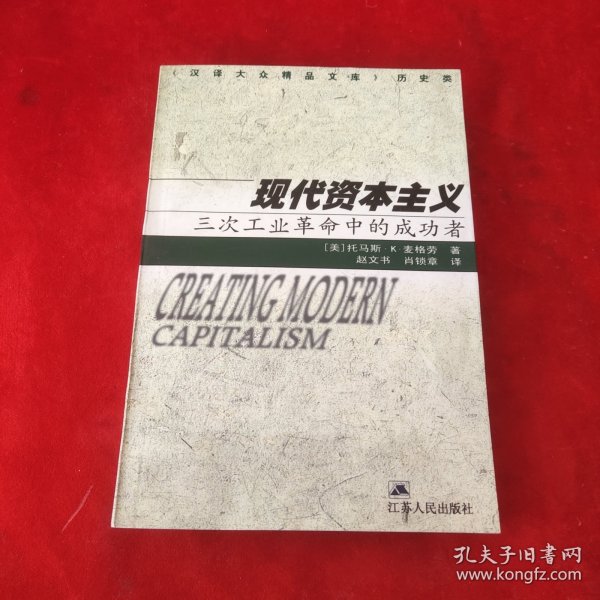 《汉译大众精品文库》历史类
现代资本主义
三次工业革命中的成功者
[美]托马斯·K·麦格劳 著
赵文书 肖锁章 译
CREATING MODERN
CAPITALISM
江苏人民出版社
孔夫子旧书网
www.kongfz.com